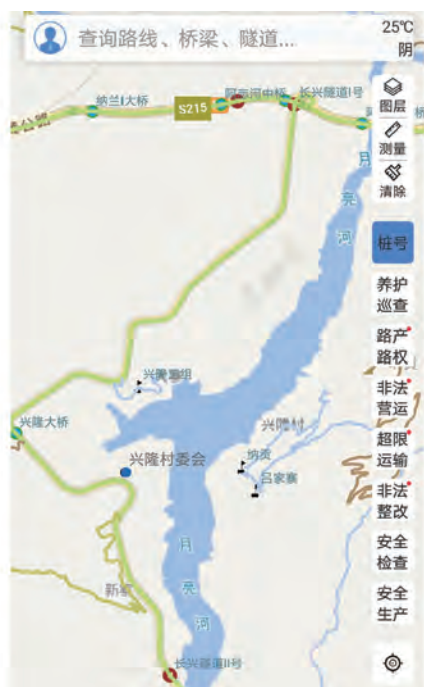 查询路线、桥梁、隧道...
25℃
阴
图层
测量
清除
纳兰I大桥
S215
长兴隧道I号
桥
月
亮
河
桩号
养护
巡查
路产
路权
非法
营运
超限
运输
非法
整改
安全
检查
安全
生产
兴隆大桥
兴隆村
兴隆村委会
纳贡
吕家寨
月
亮
河
新寨
长兴隧道II号